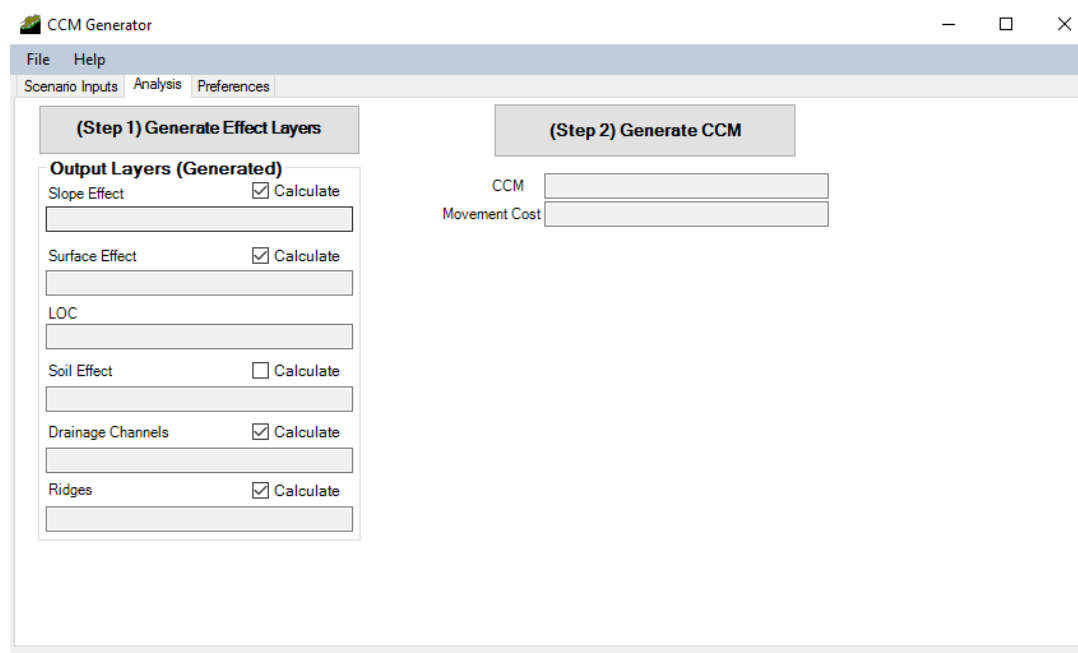 CCM Generator
File Help
Scenario Inputs Analysis Preferences
(Step 1) Generate Effect Layers
Output Layers (Generated)
Slope Effect Calculate
Surface Effect Calculate
LOC
Soil Effect Calculate
Drainage Channels Calculate
Ridges Calculate
(Step 2) Generate CCM
CCM
Movement Cost